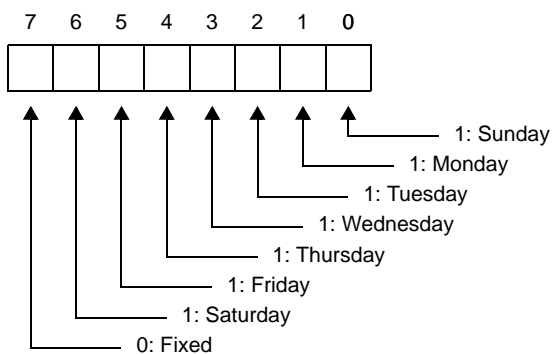 7 6 5 4 3 2 1 0
1: Sunday
1: Monday
1: Tuesday
1: Wednesday
1: Thursday
1: Friday
1: Saturday
0: Fixed